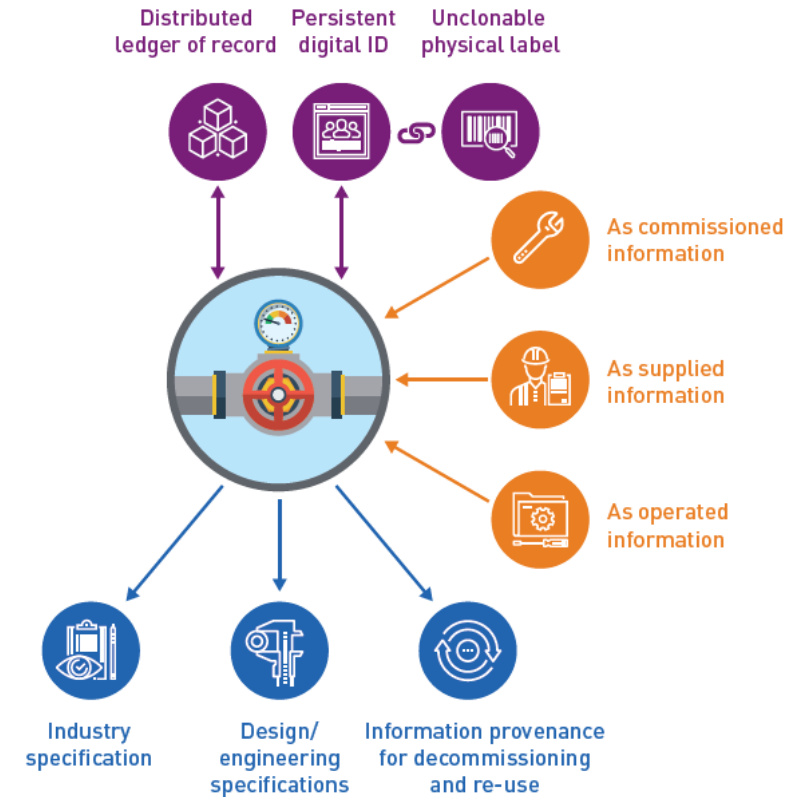 Distributed
ledger of record
Persistent
digital ID
Unclonable
physical label
As commissioned
information
As supplied
information
As operated
information
Industry
specification
Design/
engineering
specifications
Information provenance
for decommissioning
and re-use